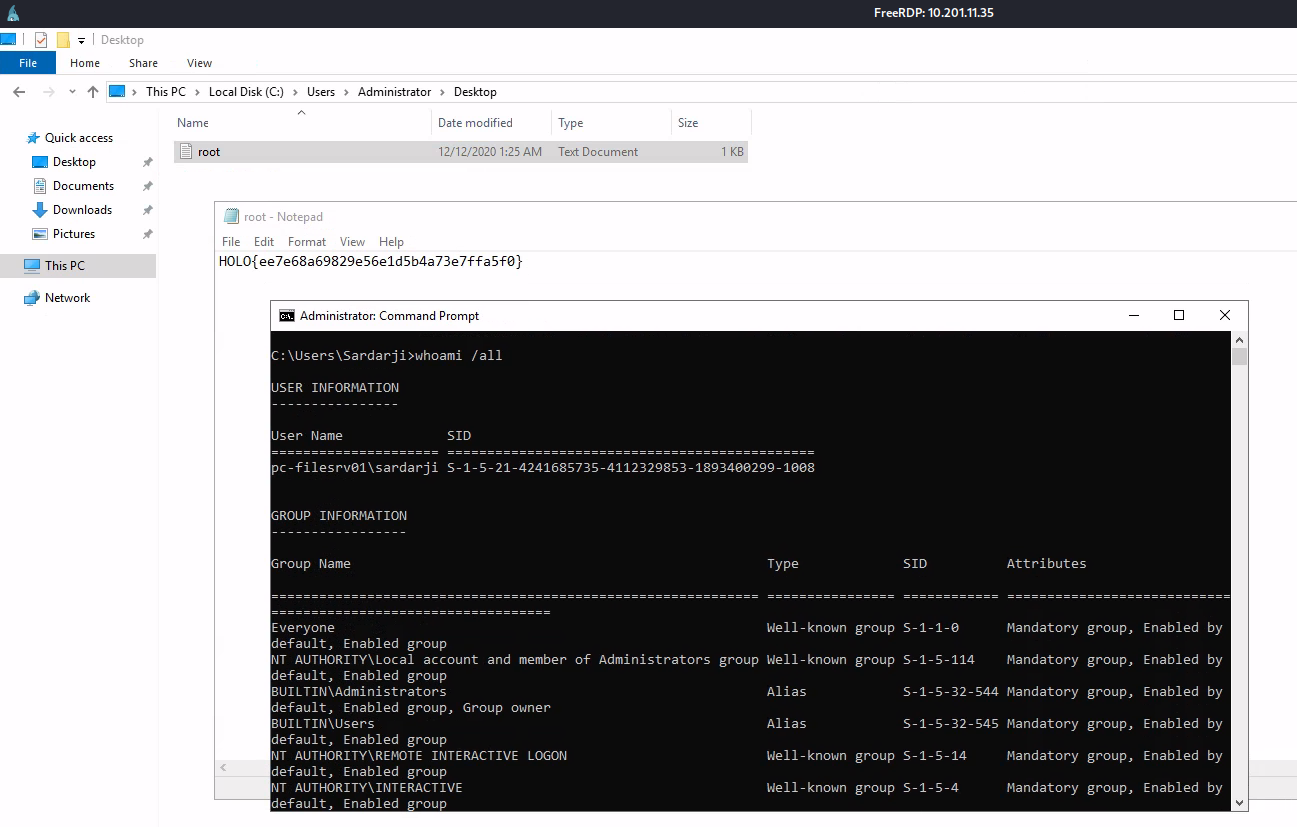 FreeRDP: 10.201.11.35
Desktop
File Home Share View
This PC Local Disk (C:) Users Administrator Desktop
Name Date modified Type Size
root 12/12/2020 1:25 AM Text Document 1 KB
Quick access
Desktop
Documents
Downloads
Pictures
This PC
Network
root - Notepad
File Edit Format View Help
HOLO{ee7e68a69829e56e1d5b4a73e7ffa5f0}
Administrator: Command Prompt
C:\Users\Sardarji>whoami /all
USER INFORMATION
----------------
User Name SID
===================== ==============================================
pc-filesrv01\sardarji S-1-5-21-4241685735-4112329853-1893400299-1008
GROUP INFORMATION
-----------------
Group Name Type SID Attributes
============================================================= ================ ============ ============================
===================================
Everyone Well-known group S-1-1-0 Mandatory group, Enabled by
default, Enabled group
NT AUTHORITY\Local account and member of Administrators group Well-known group S-1-5-114 Mandatory group, Enabled by
default, Enabled group
BUILTIN\Administrators Alias S-1-5-32-544 Mandatory group, Enabled by
default, Enabled group, Group owner
BUILTIN\Users Alias S-1-5-32-545 Mandatory group, Enabled by
default, Enabled group
NT AUTHORITY\REMOTE INTERACTIVE LOGON Well-known group S-1-5-14 Mandatory group, Enabled by
default, Enabled group
NT AUTHORITY\INTERACTIVE Well-known group S-1-5-4 Mandatory group, Enabled by
default, Enabled group